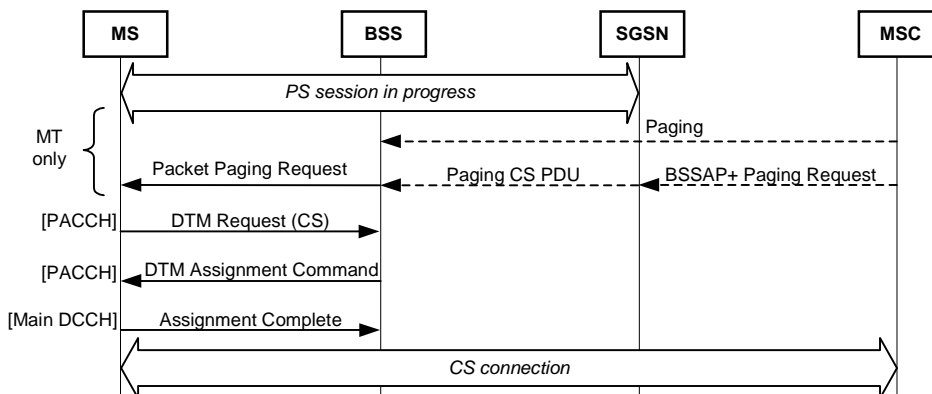 MS
BSS
SGSN
MSC
PS session in progress
MT
only
Paging
Packet Paging Request
Paging CS PDU
BSSAP+ Paging Request
[PACCH]
DTM Request (CS)
[PACCH]
DTM Assignment Command
[Main DCCH]
Assignment Complete
CS connection